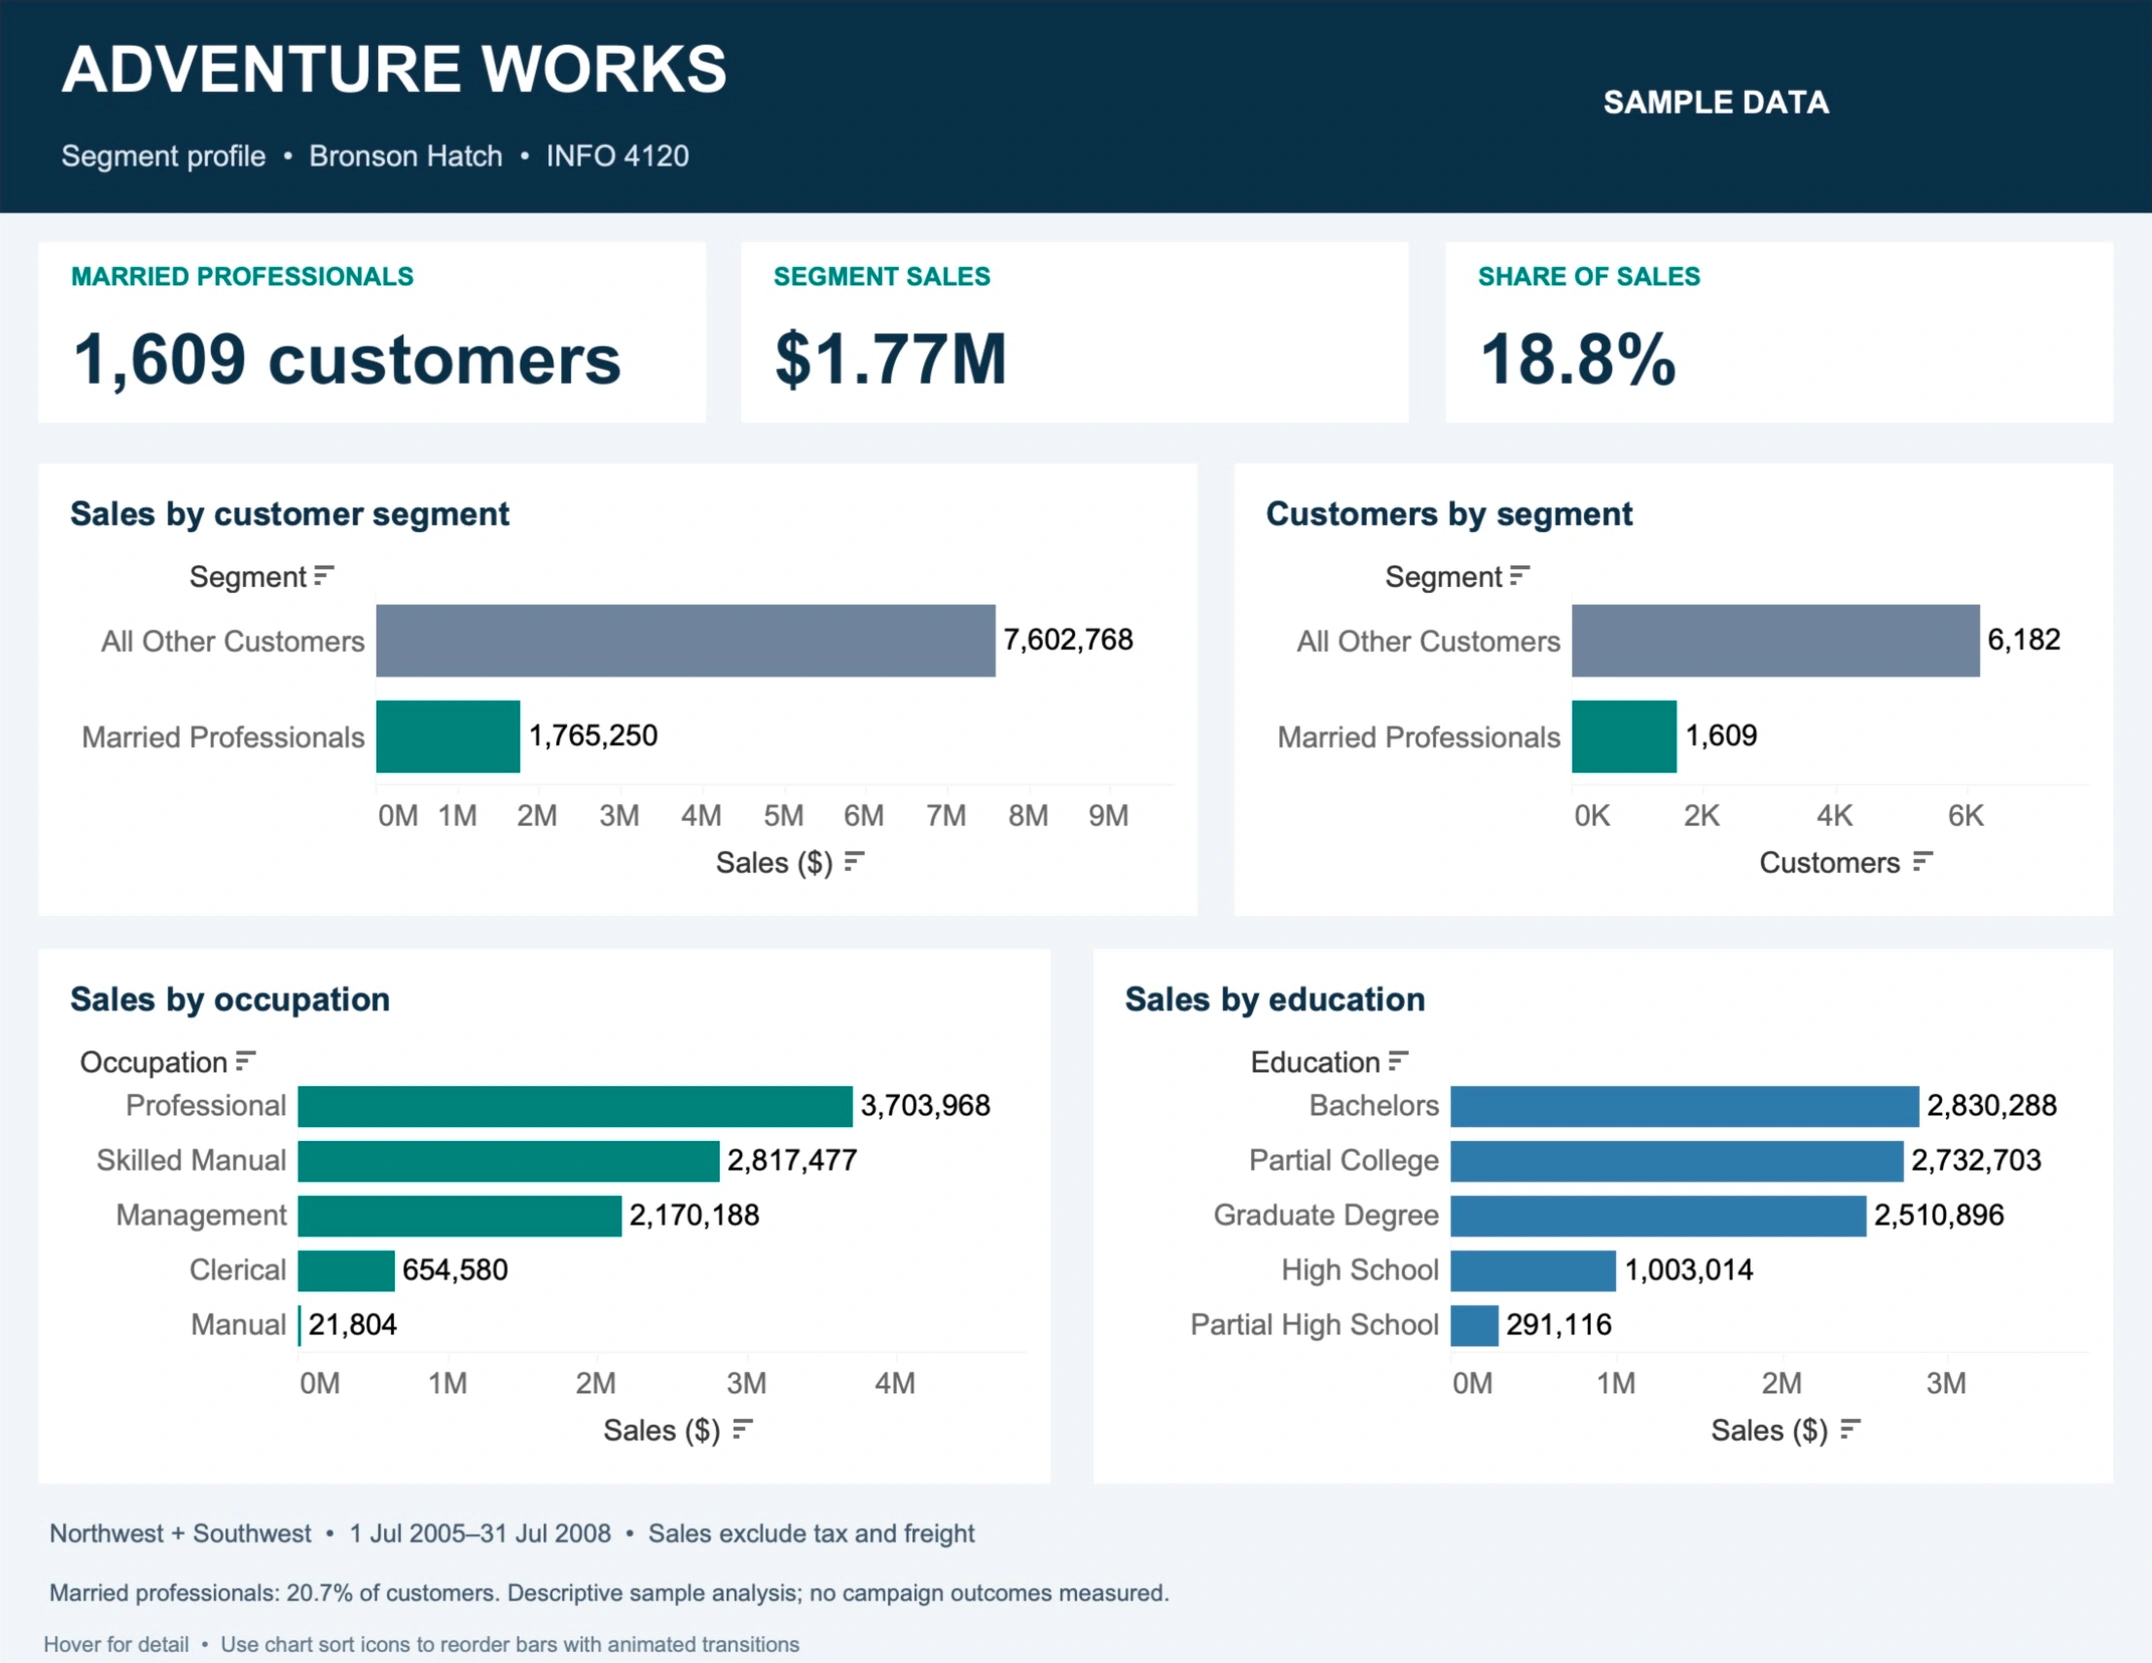 ADVENTURE WORKS
SAMPLE DATA
Segment profile • Bronson Hatch • INFO 4120
MARRIED PROFESSIONALS
1,609 customers
SEGMENT SALES
$1.77M
SHARE OF SALES
18.8%
Sales by customer segment
Segment
All Other Customers 7,602,768
Married Professionals 1,765,250
0M 1M 2M 3M 4M 5M 6M 7M 8M 9M
Sales ($)
Customers by segment
Segment
All Other Customers 6,182
Married Professionals 1,609
0K 2K 4K 6K
Customers
Sales by occupation
Occupation
Professional 3,703,968
Skilled Manual 2,817,477
Management 2,170,188
Clerical 654,580
Manual 21,804
0M 1M 2M 3M 4M
Sales ($)
Sales by education
Education
Bachelors 2,830,288
Partial College 2,732,703
Graduate Degree 2,510,896
High School 1,003,014
Partial High School 291,116
0M 1M 2M 3M
Sales ($)
Northwest + Southwest • 1 Jul 2005–31 Jul 2008 • Sales exclude tax and freight
Married professionals: 20.7% of customers. Descriptive sample analysis; no campaign outcomes measured.
Hover for detail • Use chart sort icons to reorder bars with animated transitions